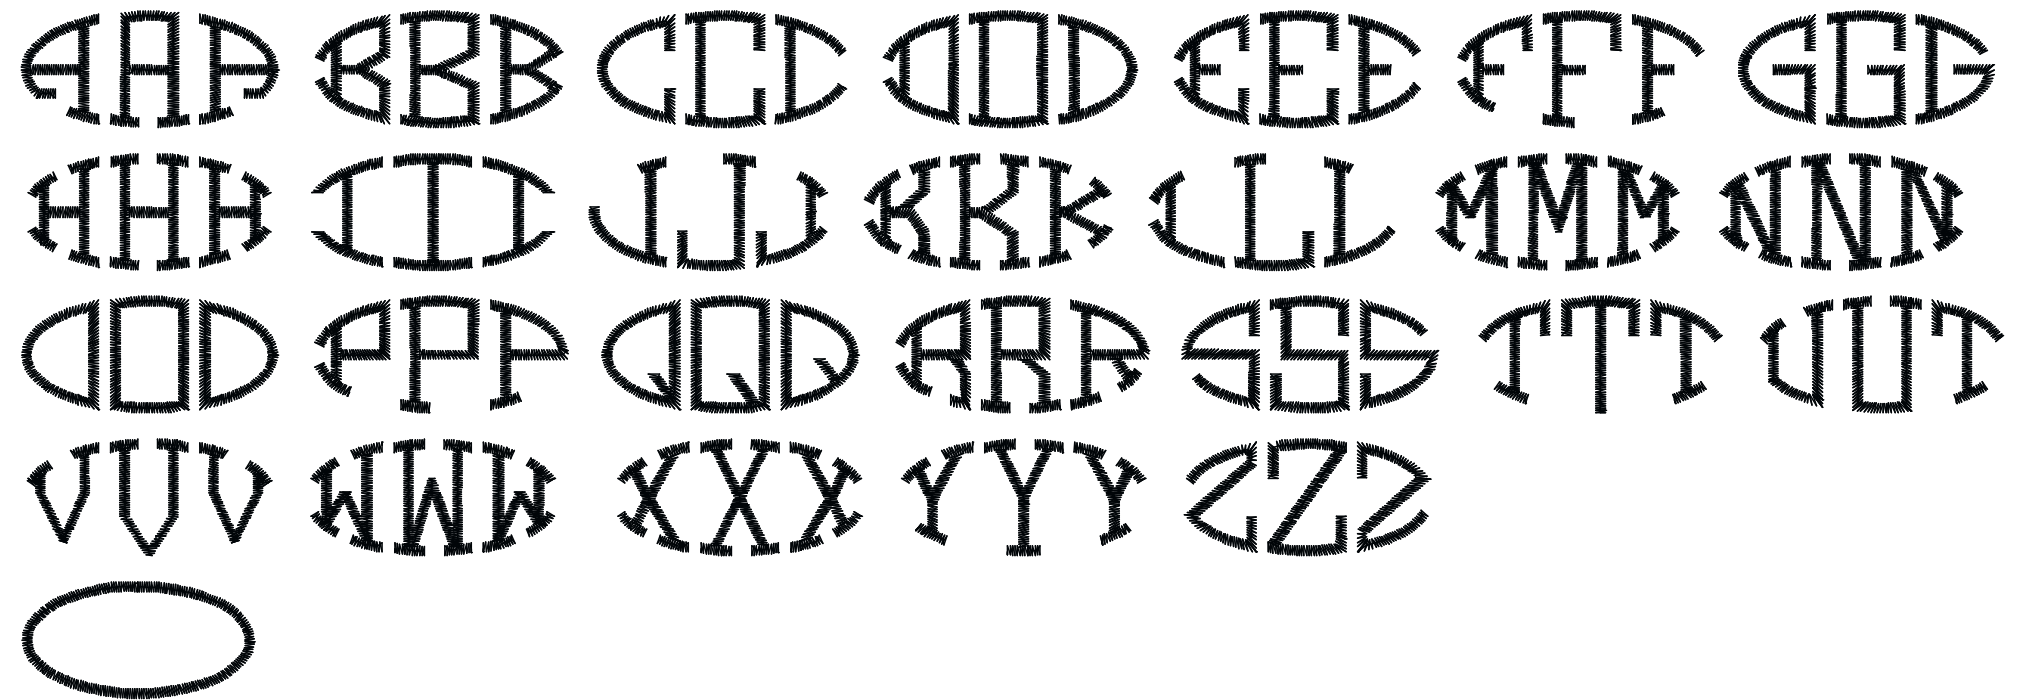 AAA BBB CCC DDD EEE FFF GGG
HHH III JJJ KKK LLL MMM NNN
OOO PPP QQQ RRR SSS TTT UUU
VVV WWW XXX YYY ZZZ